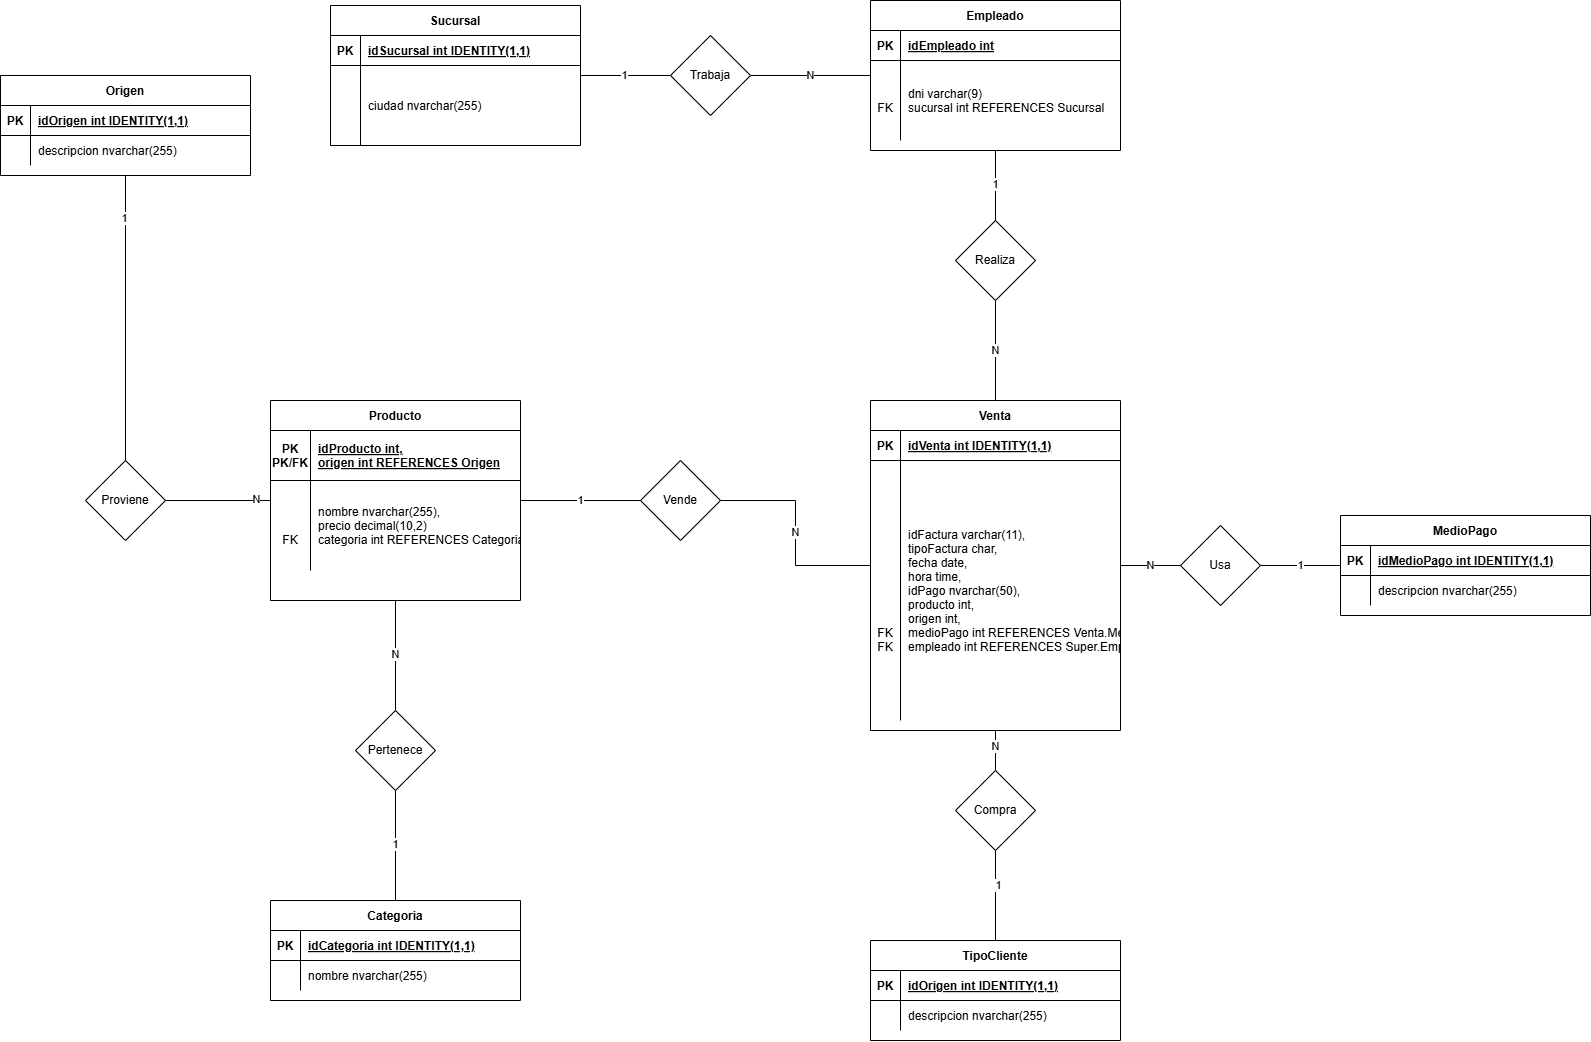 Sucursal
PK idSucursal int IDENTITY(1,1)
ciudad nvarchar(255)
1
Trabaja
N
Empleado
PK idEmpleado int
dni varchar(9)
FK sucursal int REFERENCES Sucursal
Origen
PK idOrigen int IDENTITY(1,1)
descripcion nvarchar(255)
1
Proviene
N
1
Realiza
N
Producto
PK idProducto int,
PK/FK origen int REFERENCES Origen
nombre nvarchar(255),
precio decimal(10,2)
FK categoria int REFERENCES Categoria
1
Vende
N
Venta
PK idVenta int IDENTITY(1,1)
idFactura varchar(11),
tipoFactura char,
fecha date,
hora time,
idPago nvarchar(50),
producto int,
origen int,
FK medioPago int REFERENCES Venta.Me
FK empleado int REFERENCES Super.Emp
N
Usa
1
MedioPago
PK idMedioPago int IDENTITY(1,1)
descripcion nvarchar(255)
N
Pertenece
1
Categoria
PK idCategoria int IDENTITY(1,1)
nombre nvarchar(255)
N
Compra
1
TipoCliente
PK idOrigen int IDENTITY(1,1)
descripcion nvarchar(255)